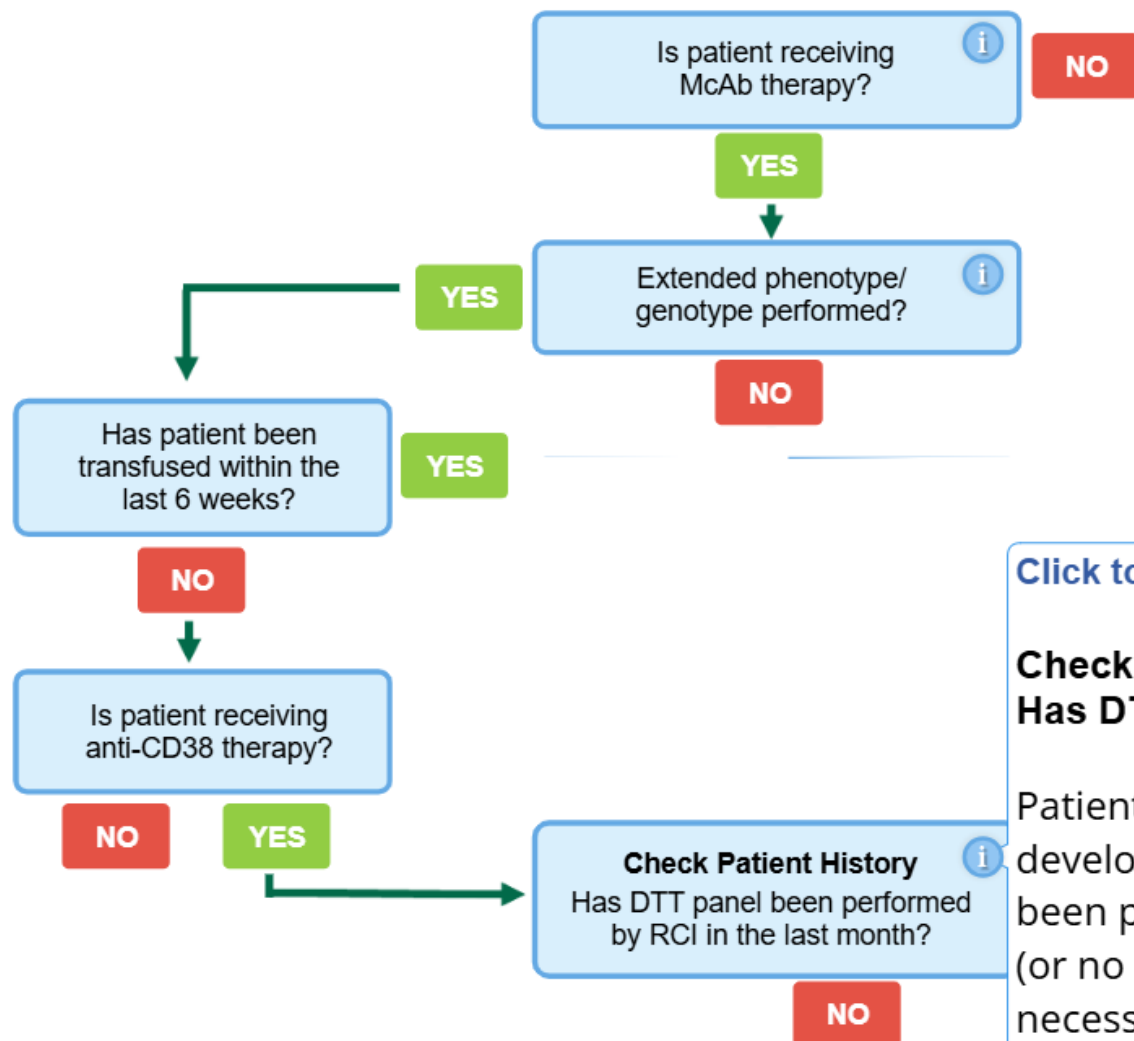 Is patient receiving
McAb therapy?
i
NO
YES
Extended phenotype/
genotype performed?
i
YES
NO
Has patient been
transfused within the
last 6 weeks?
YES
NO
Is patient receiving
anti-CD38 therapy?
NO
YES
Check Patient History
Has DTT panel been performed
by RCI in the last month?
i
NO
Click to
Check
Has DT
Patient
develo
been p
(or no
necess